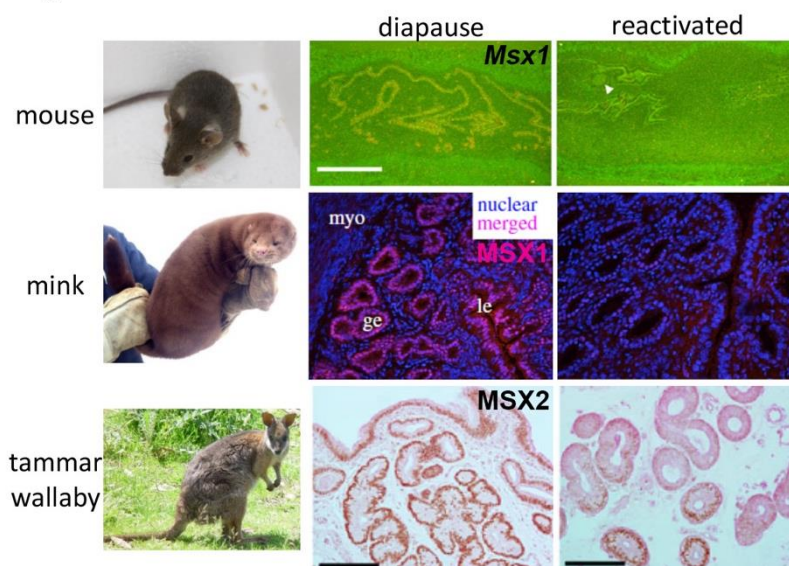 diapause
reactivated
mouse
Msx1
mink
myo
nuclear
merged
MSX1
ge
le
tammar
wallaby
MSX2